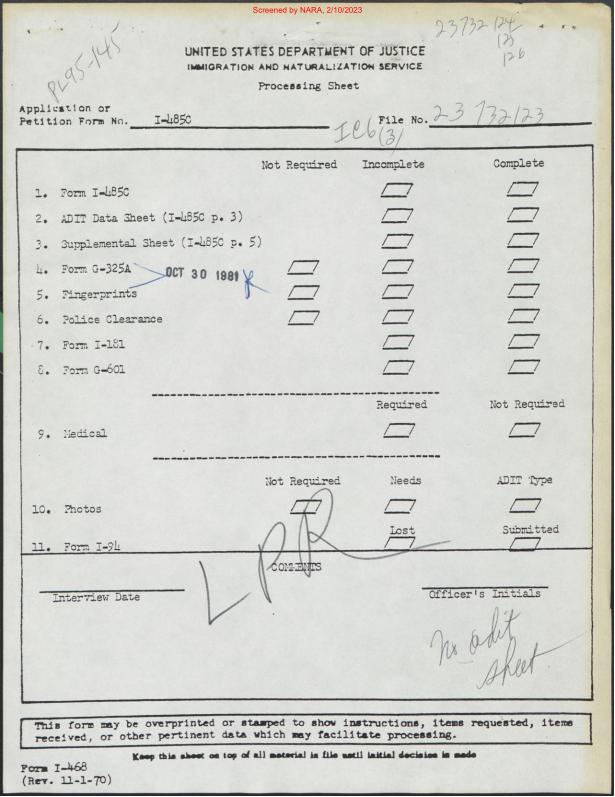 Screened by NARA, 2/10/2023
23732 124
125
126
PL95-145
UNITED STATES DEPARTMENT OF JUSTICE
IMMIGRATION AND NATURALIZATION SERVICE
Processing Sheet
Application or
Petition Form No. I-485C File No. 23 732123
(3)
Not Required Incomplete Complete
1. Form I-485C
2. ADIT Data Sheet (I-485C p. 3)
3. Supplemental Sheet (I-485C p. 5)
4. Form G-325A OCT 30 1981
5. Fingerprints
6. Police Clearance
7. Form I-181
8. Form G-601
Required Not Required
9. Medical
Not Required Needs ADIT Type
10. Photos
Lost Submitted
11. Form I-94
LPR
COMMENTS
Interview Date Officer's Initials
No adit
sheet
This form may be overprinted or stamped to show instructions, items requested, items
received, or other pertinent data which may facilitate processing.
Keep this sheet on top of all material in file until initial decision is made
Form I-468
(Rev. 11-1-70)